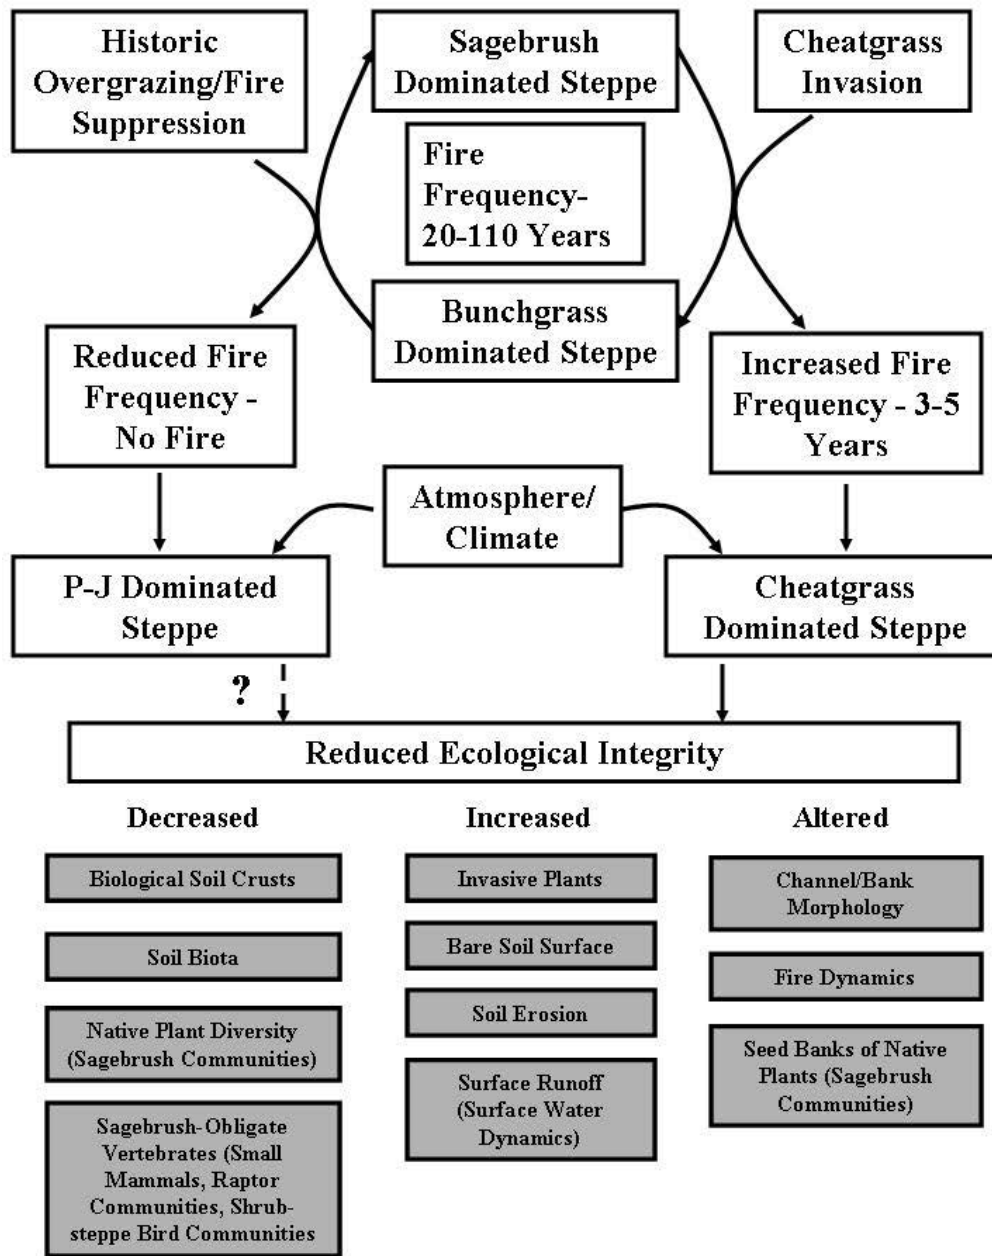 Historic
Overgrazing/Fire
Suppression
Sagebrush
Dominated Steppe
Cheatgrass
Invasion
Fire
Frequency-
20-110 Years
Bunchgrass
Dominated Steppe
Reduced Fire
Frequency -
No Fire
Increased Fire
Frequency - 3-5
Years
Atmosphere/
Climate
P-J Dominated
Steppe
Cheatgrass
Dominated Steppe
?
Reduced Ecological Integrity
Decreased
Biological Soil Crusts
Soil Biota
Native Plant Diversity
(Sagebrush Communities)
Sagebrush-Obligate
Vertebrates (Small
Mammals, Raptor
Communities, Shrub-
steppe Bird Communities
Increased
Invasive Plants
Bare Soil Surface
Soil Erosion
Surface Runoff
(Surface Water
Dynamics)
Altered
Channel/Bank
Morphology
Fire Dynamics
Seed Banks of Native
Plants (Sagebrush
Communities)